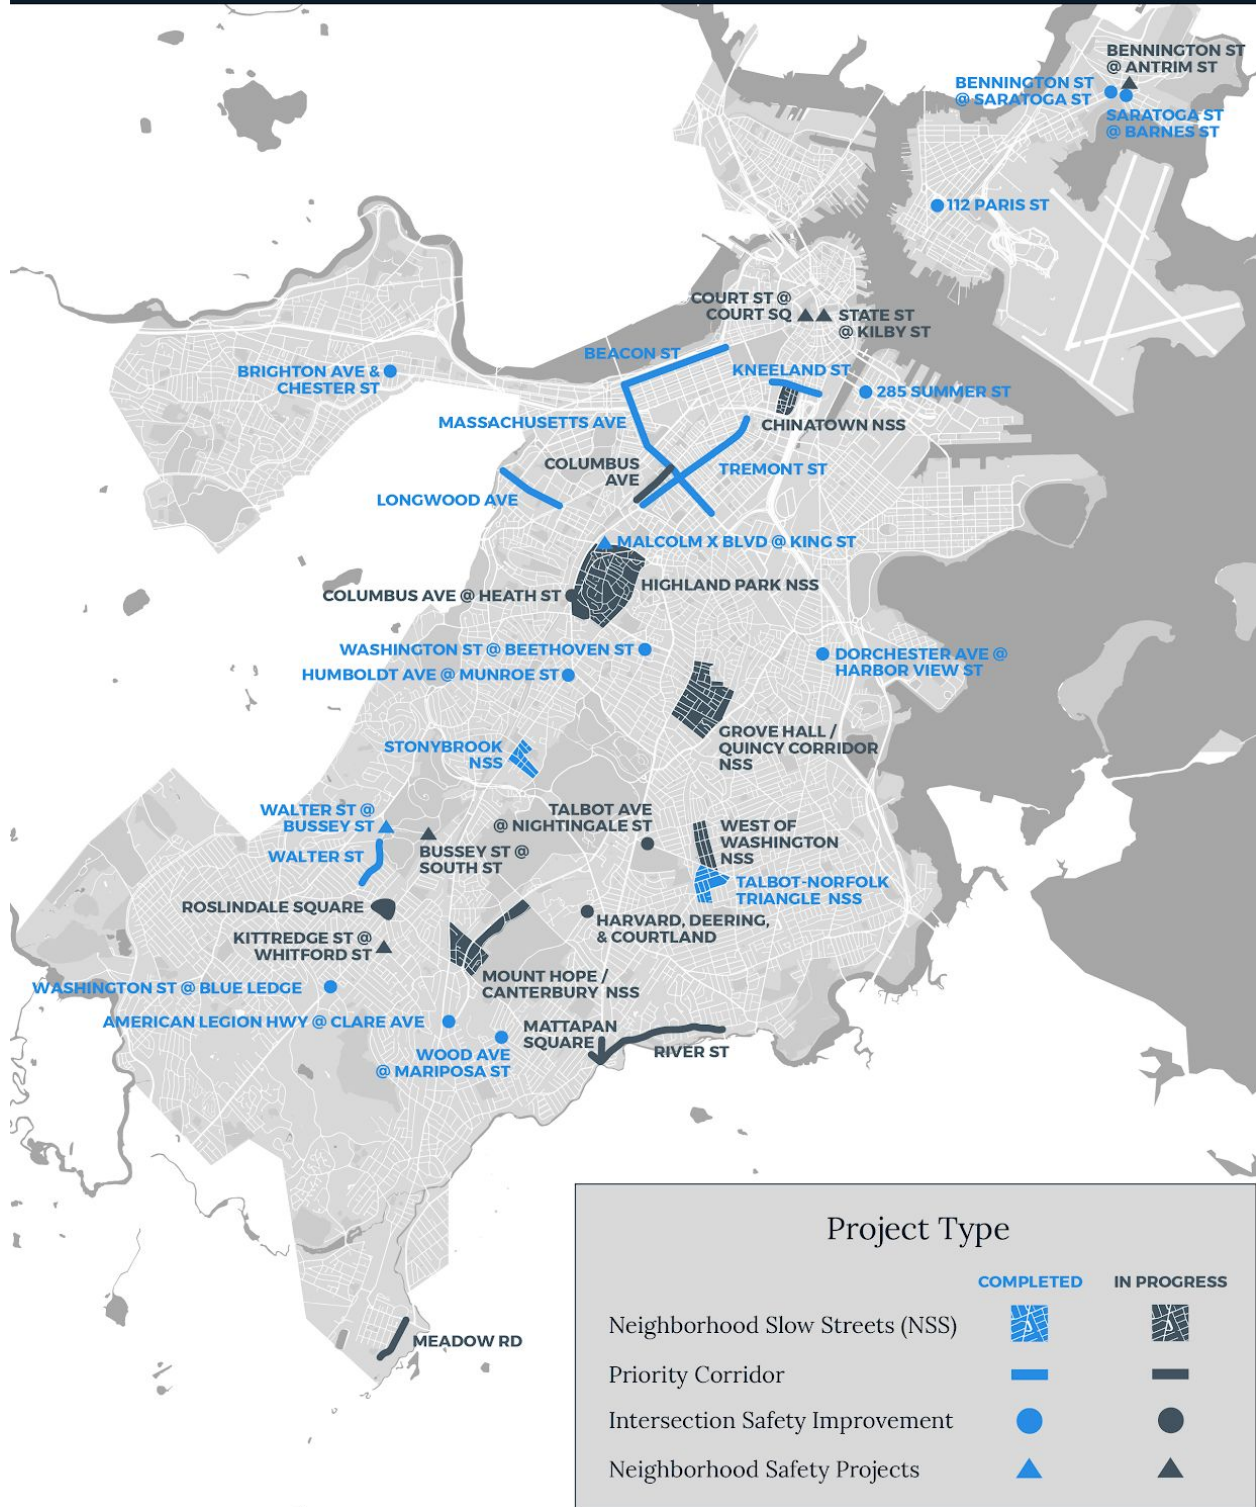 BENNINGTON ST
@ ANTRIM ST
BENNINGTON ST
@ SARATOGA ST
SARATOGA ST
@ BARNES ST
112 PARIS ST
COURT ST @
COURT SQ
STATE ST
@ KILBY ST
BEACON ST
BRIGHTON AVE &
CHESTER ST
KNEELAND ST
285 SUMMER ST
MASSACHUSETTS AVE
CHINATOWN NSS
COLUMBUS
AVE
TREMONT ST
LONGWOOD AVE
MALCOLM X BLVD @ KING ST
HIGHLAND PARK NSS
COLUMBUS AVE @ HEATH ST
WASHINGTON ST @ BEETHOVEN ST
DORCHESTER AVE @
HARBOR VIEW ST
HUMBOLDT AVE @ MUNROE ST
GROVE HALL /
QUINCY CORRIDOR
NSS
STONYBROOK
NSS
WALTER ST @
BUSSEY ST
TALBOT AVE
@ NIGHTINGALE ST
WEST OF
WASHINGTON
NSS
BUSSEY ST @
SOUTH ST
WALTER ST
TALBOT-NORFOLK
TRIANGLE NSS
ROSLINDALE SQUARE
HARVARD, DEERING,
& COURTLAND
KITTREDGE ST @
WHITFORD ST
MOUNT HOPE /
CANTERBURY NSS
WASHINGTON ST @ BLUE LEDGE
AMERICAN LEGION HWY @ CLARE AVE
MATTAPAN
SQUARE
WOOD AVE
@ MARIPOSA ST
RIVER ST
MEADOW RD
Project Type
COMPLETED IN PROGRESS
Neighborhood Slow Streets (NSS)
Priority Corridor
Intersection Safety Improvement
Neighborhood Safety Projects